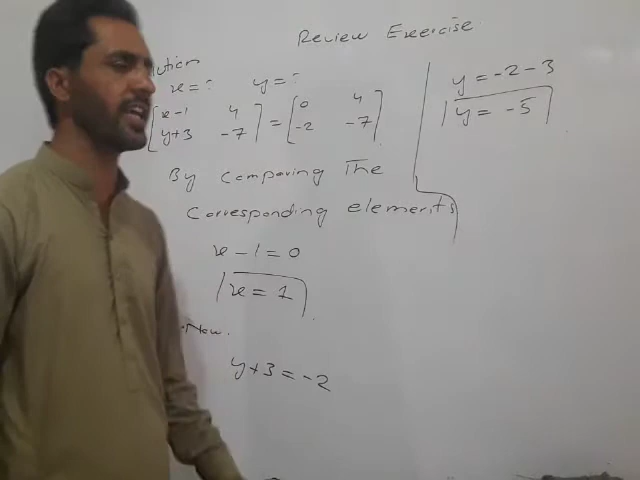 Review Exercise
ution
x = ? y = ?
[x-1 4] = [0 4]
[y+3 -7] [-2 -7]
By comparing The
Corresponding elements
x - 1 = 0
x = 1
Now.
y + 3 = -2
y = -2 - 3
y = -5